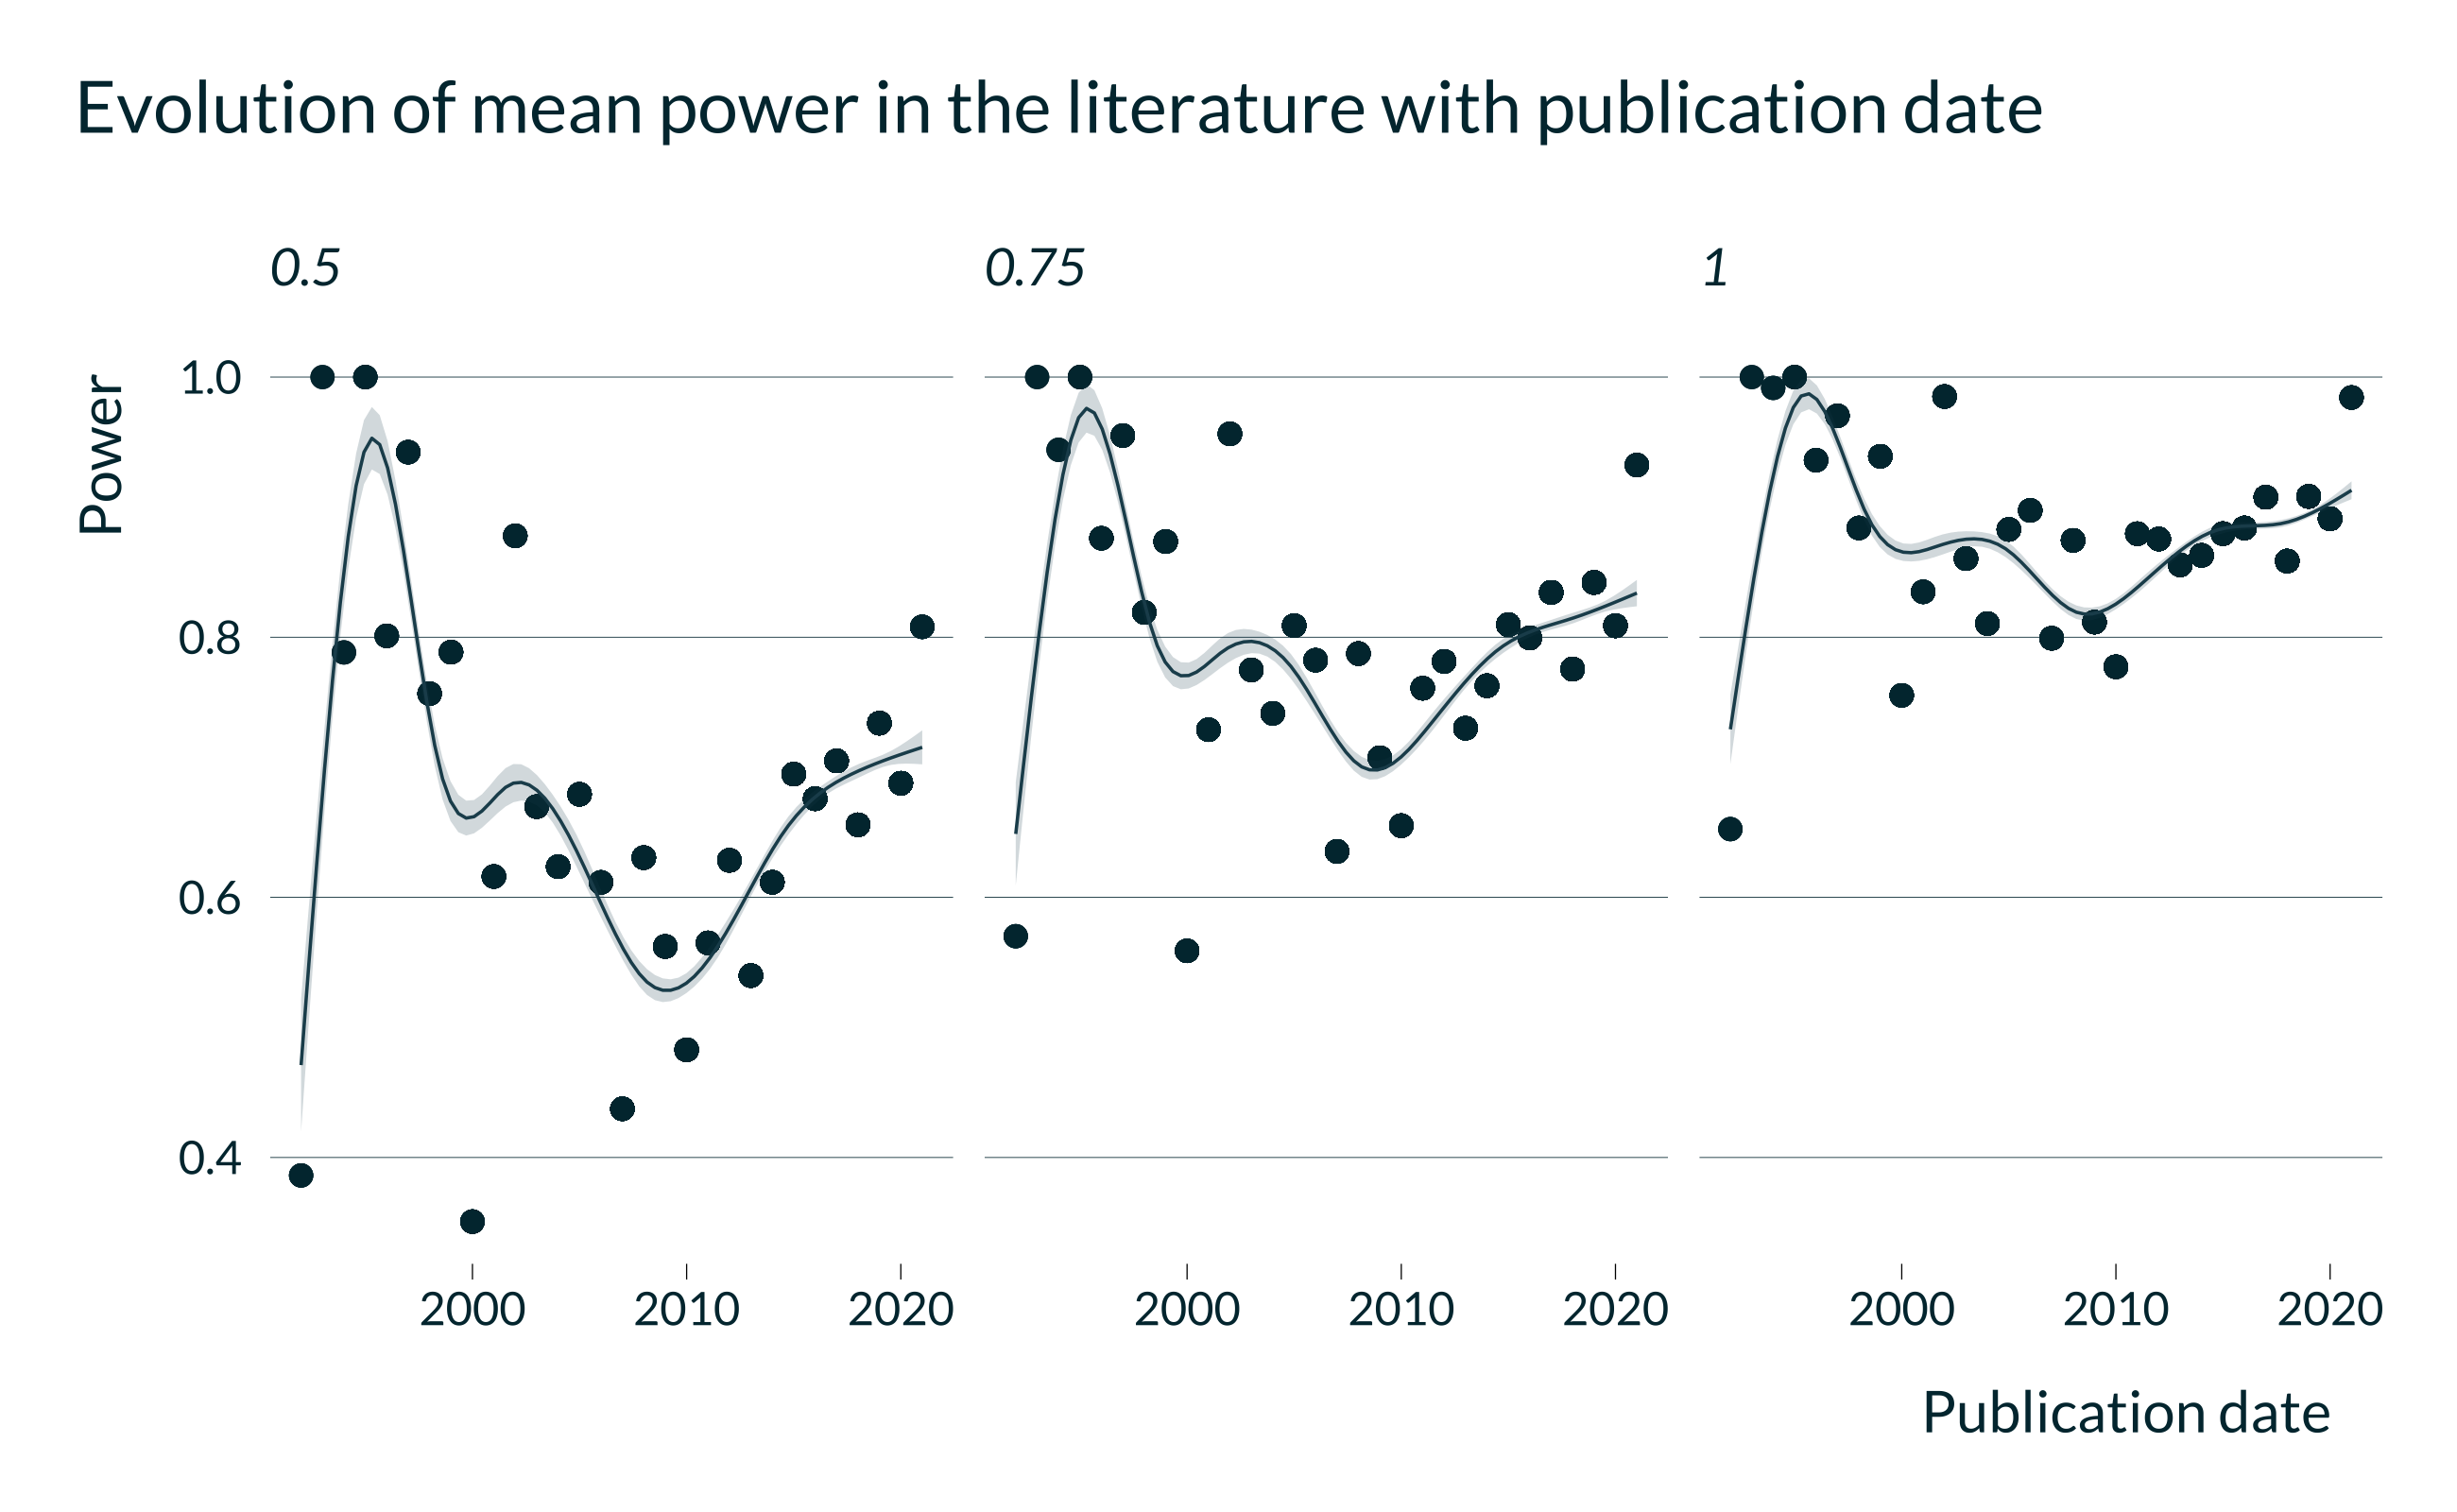 Evolution of mean power in the literature with publication date
0.5 0.75 1
Power
1.0
0.8
0.6
0.4
2000 2010 2020 2000 2010 2020 2000 2010 2020
Publication date